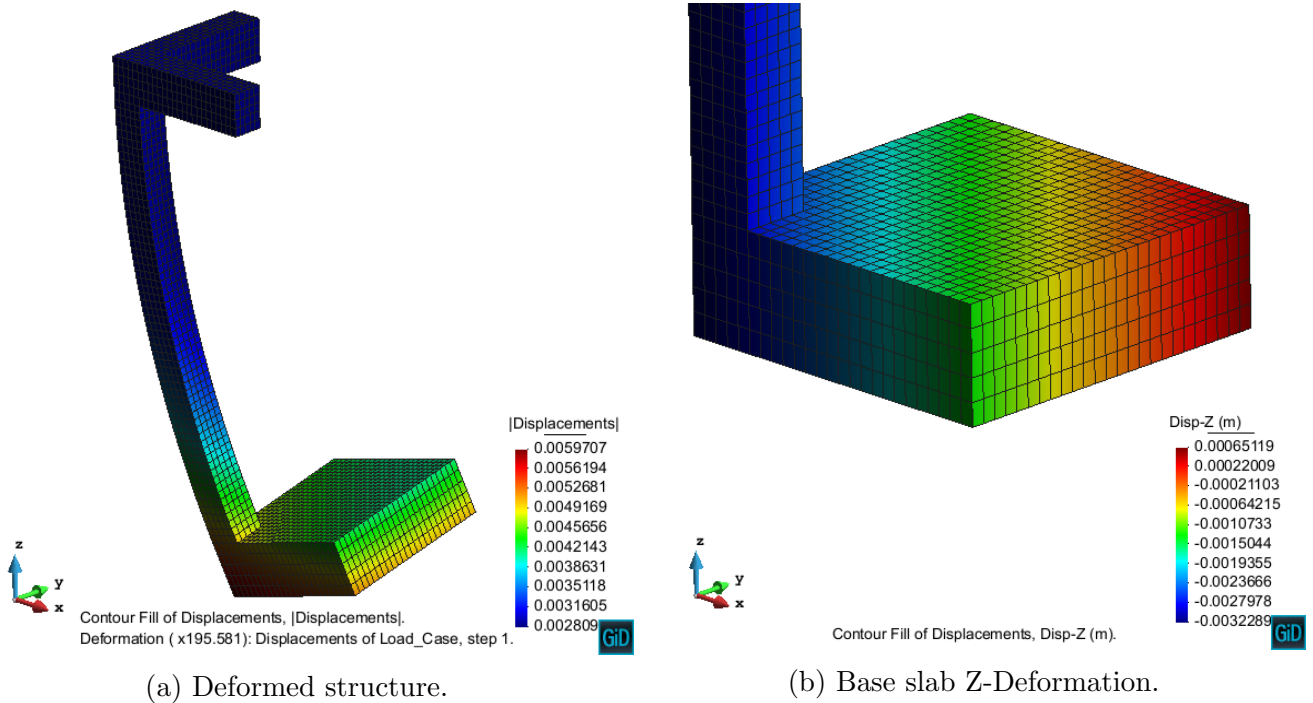 |Displacements|
0.0059707
0.0056194
0.0052681
0.0049169
0.0045656
0.0042143
0.0038631
0.0035118
0.0031605
0.002809
z
y
x
Contour Fill of Displacements, |Displacements|.
Deformation ( x195.581): Displacements of Load_Case, step 1.
GiD
(a) Deformed structure.
Disp-Z (m)
0.00065119
0.00022009
-0.00021103
-0.00064215
-0.0010733
-0.0015044
-0.0019355
-0.0023666
-0.0027978
-0.0032289
z
y
x
Contour Fill of Displacements, Disp-Z (m).
GiD
(b) Base slab Z-Deformation.